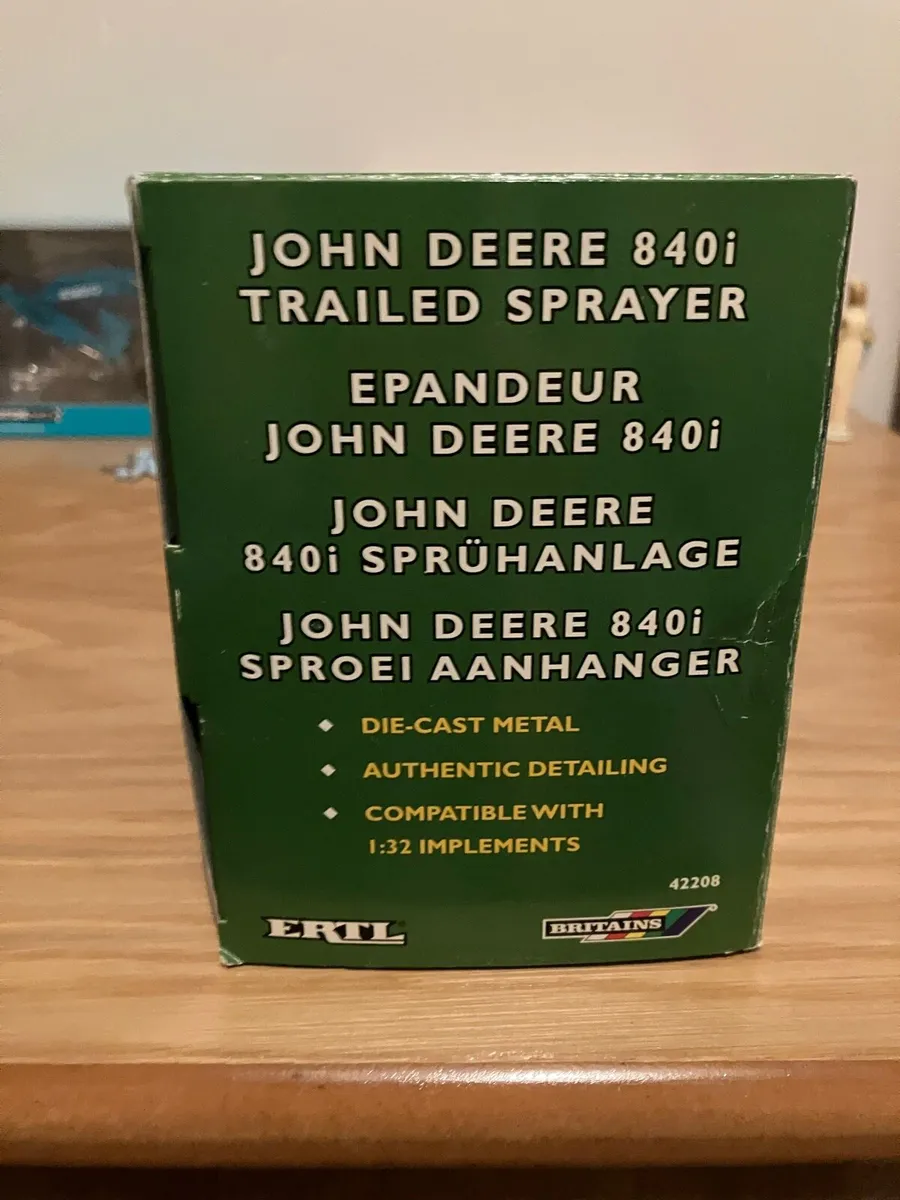 JOHN DEERE 840i
TRAILED SPRAYER
EPANDEUR
JOHN DEERE 840i
JOHN DEERE
840i SPRÜHANLAGE
JOHN DEERE 840i
SPROEI AANHANGER
DIE-CAST METAL
AUTHENTIC DETAILING
COMPATIBLE WITH
1:32 IMPLEMENTS
42208
ERTL
BRITAINS